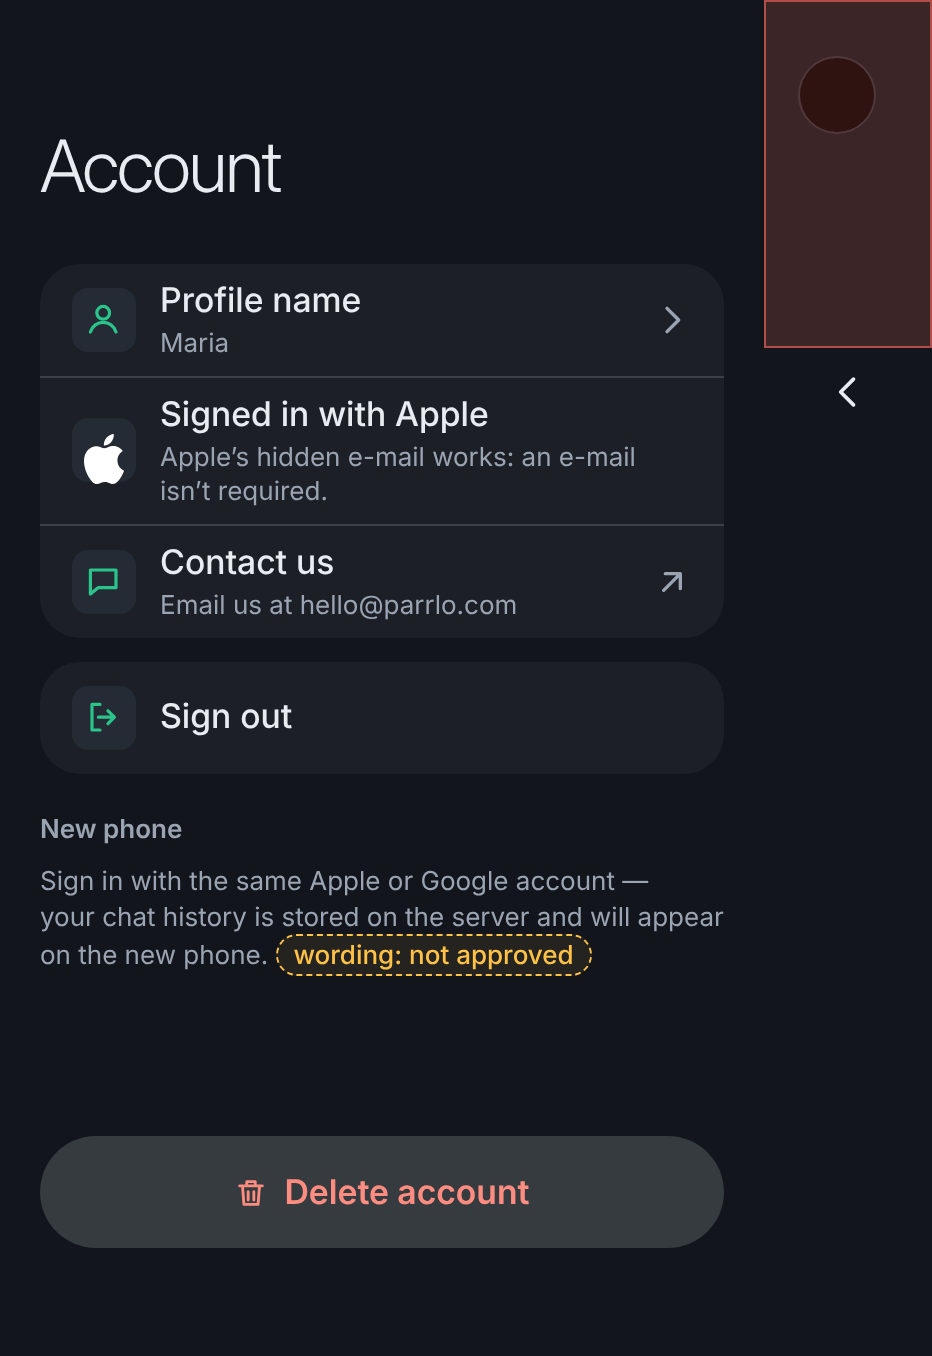 Account
Profile name
Maria
Signed in with Apple
Apple’s hidden e-mail works: an e-mail
isn’t required.
Contact us
Email us at hello@parrlo.com
Sign out
New phone
Sign in with the same Apple or Google account —
your chat history is stored on the server and will appear
on the new phone. wording: not approved
Delete account